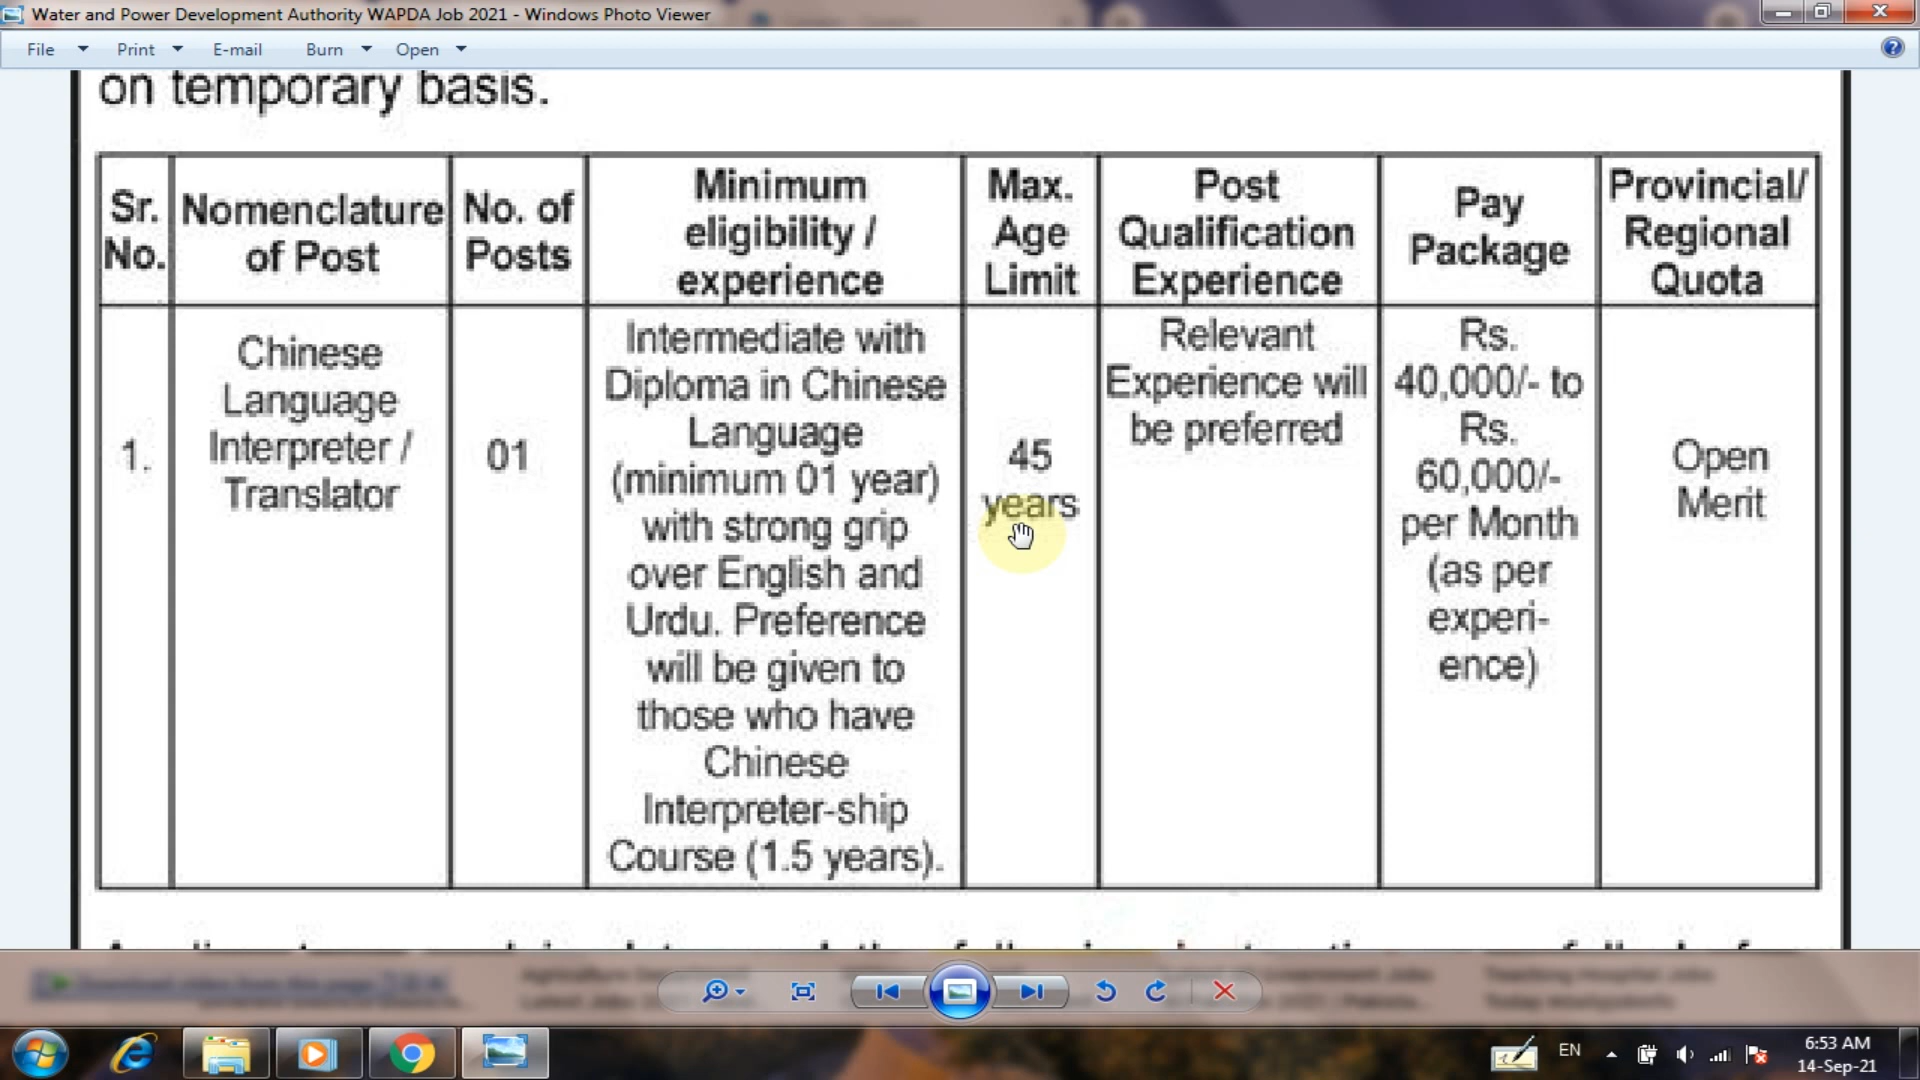 Water and Power Development Authority WAPDA Job 2021 - Windows Photo Viewer
File Print E-mail Burn Open
on temporary basis.
Sr.
No.
Nomenclature
of Post
No. of
Posts
Minimum
eligibility /
experience
Max.
Age
Limit
Post
Qualification
Experience
Pay
Package
Provincial/
Regional
Quota
1.
Chinese
Language
Interpreter /
Translator
01
Intermediate with
Diploma in Chinese
Language
(minimum 01 year)
with strong grip
over English and
Urdu. Preference
will be given to
those who have
Chinese
Interpreter-ship
Course (1.5 years).
45
years
Relevant
Experience will
be preferred
Rs.
40,000/- to
Rs.
60,000/-
per Month
(as per
experi-
ence)
Open
Merit
EN
6:53 AM
14-Sep-21